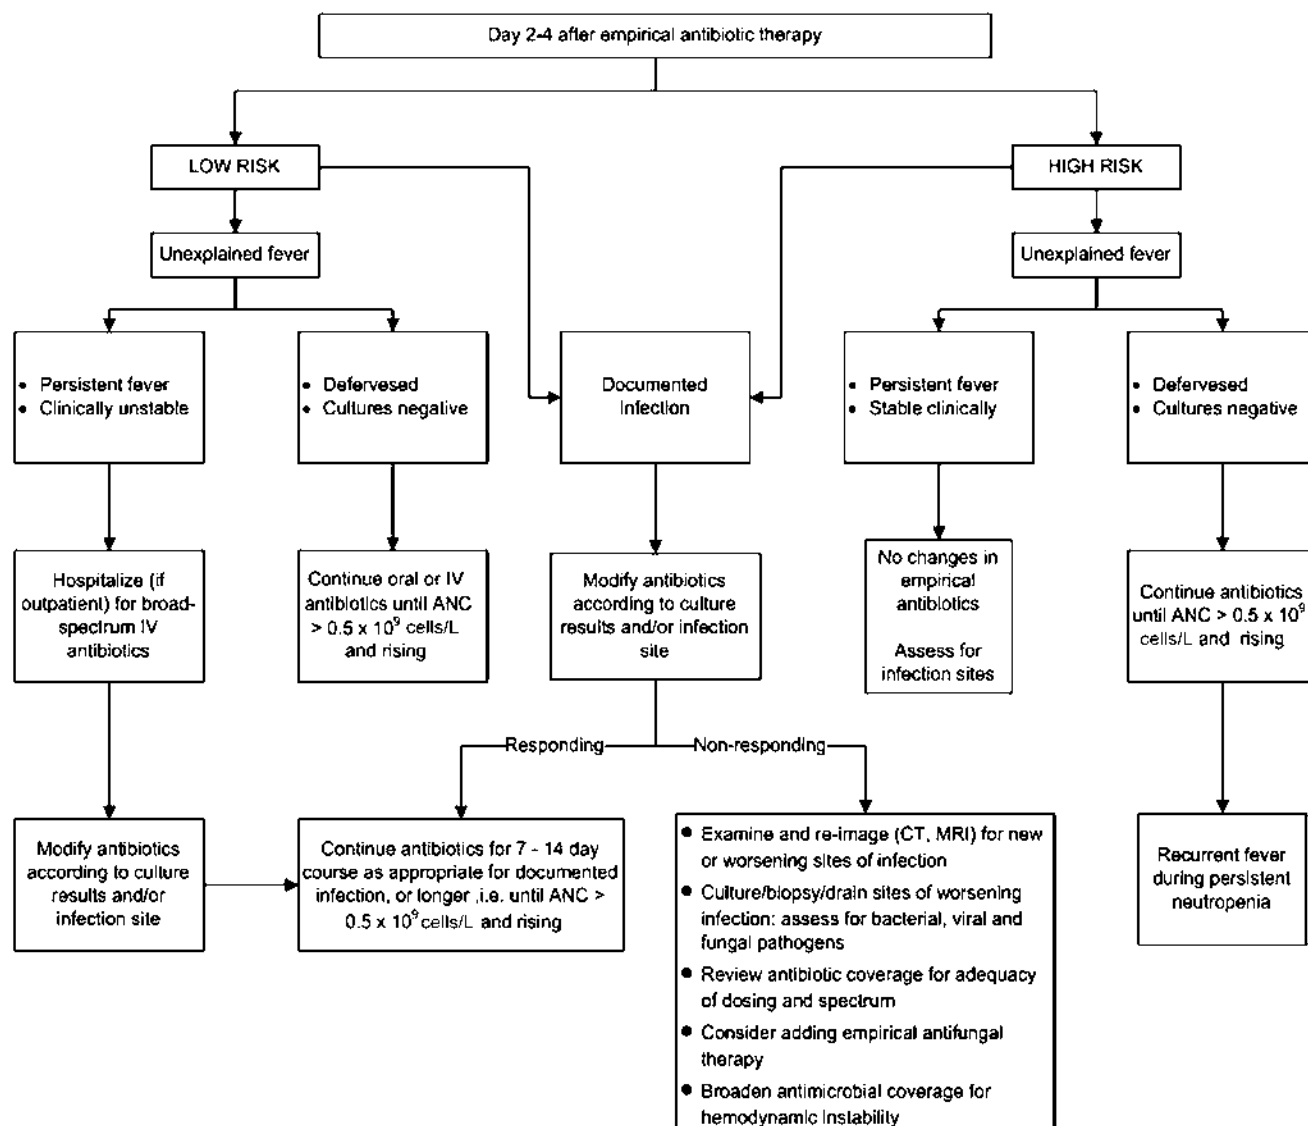 Day 2-4 after empirical antibiotic therapy
LOW RISK
HIGH RISK
Unexplained fever
Unexplained fever
• Persistent fever
• Clinically unstable
• Defervesed
• Cultures negative
Documented
Infection
• Persistent fever
• Stable clinically
• Defervesed
• Cultures negative
Hospitalize (if
outpatient) for broad-
spectrum IV
antibiotics
Continue oral or IV
antibiotics until ANC
> 0.5 x 10⁹ cells/L
and rising
Modify antibiotics
according to culture
results and/or infection
site
No changes in
empirical
antibiotics
Assess for
infection sites
Continue antibiotics
until ANC > 0.5 x 10⁹
cells/L and rising
Responding
Non-responding
Modify antibiotics
according to culture
results and/or
infection site
Continue antibiotics for 7 - 14 day
course as appropriate for documented
infection, or longer ,i.e. until ANC >
0.5 x 10⁹ cells/L and rising
• Examine and re-image (CT, MRI) for new
or worsening sites of infection
• Culture/biopsy/drain sites of worsening
infection: assess for bacterial, viral and
fungal pathogens
• Review antibiotic coverage for adequacy
of dosing and spectrum
• Consider adding empirical antifungal
therapy
• Broaden antimicrobial coverage for
hemodynamic instability
Recurrent fever
during persistent
neutropenia